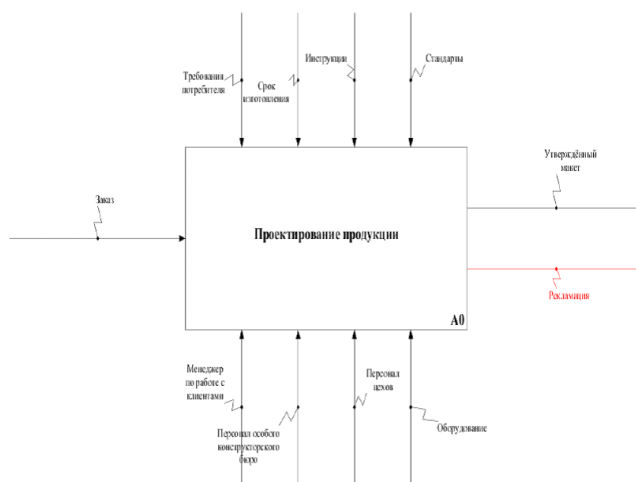 Требования
потребителя
Срок
изготовления
Инструкции
Стандарты
Утверждённый
макет
Заказ
Проектирование продукции
Рекламация
А0
Менеджер
по работе с
клиентами
Персонал особого
конструкторского
бюро
Персонал
цехов
Оборудование